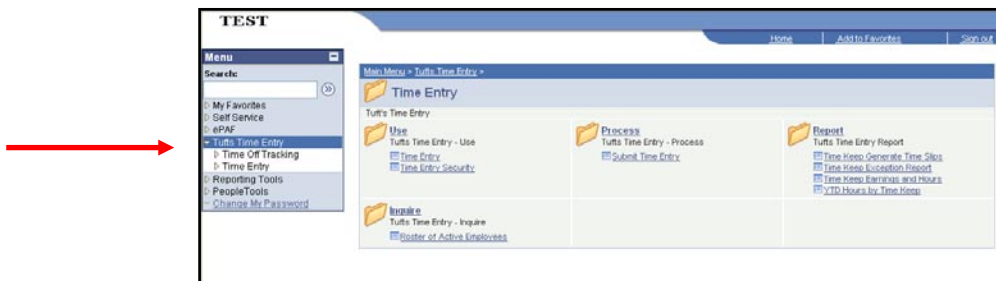 TEST
Home
Add to Favorites
Sign out
Menu
Search:
My Favorites
Self Service
ePAF
Tufts Time Entry
Time Off Tracking
Time Entry
Reporting Tools
PeopleTools
Change My Password
Main Menu > Tufts Time Entry >
Time Entry
Tuft's Time Entry
Use
Tufts Time Entry - Use
Time Entry
Time Entry Security
Process
Tufts Time Entry - Process
Submit Time Entry
Report
Tufts Time Entry Report
Time Keep Generate Time Slips
Time Keep Exception Report
Time Keep Earnings and Hours
YTD Hours by Time Keep
Inquire
Tufts Time Entry - Inquire
Roster of Active Employees